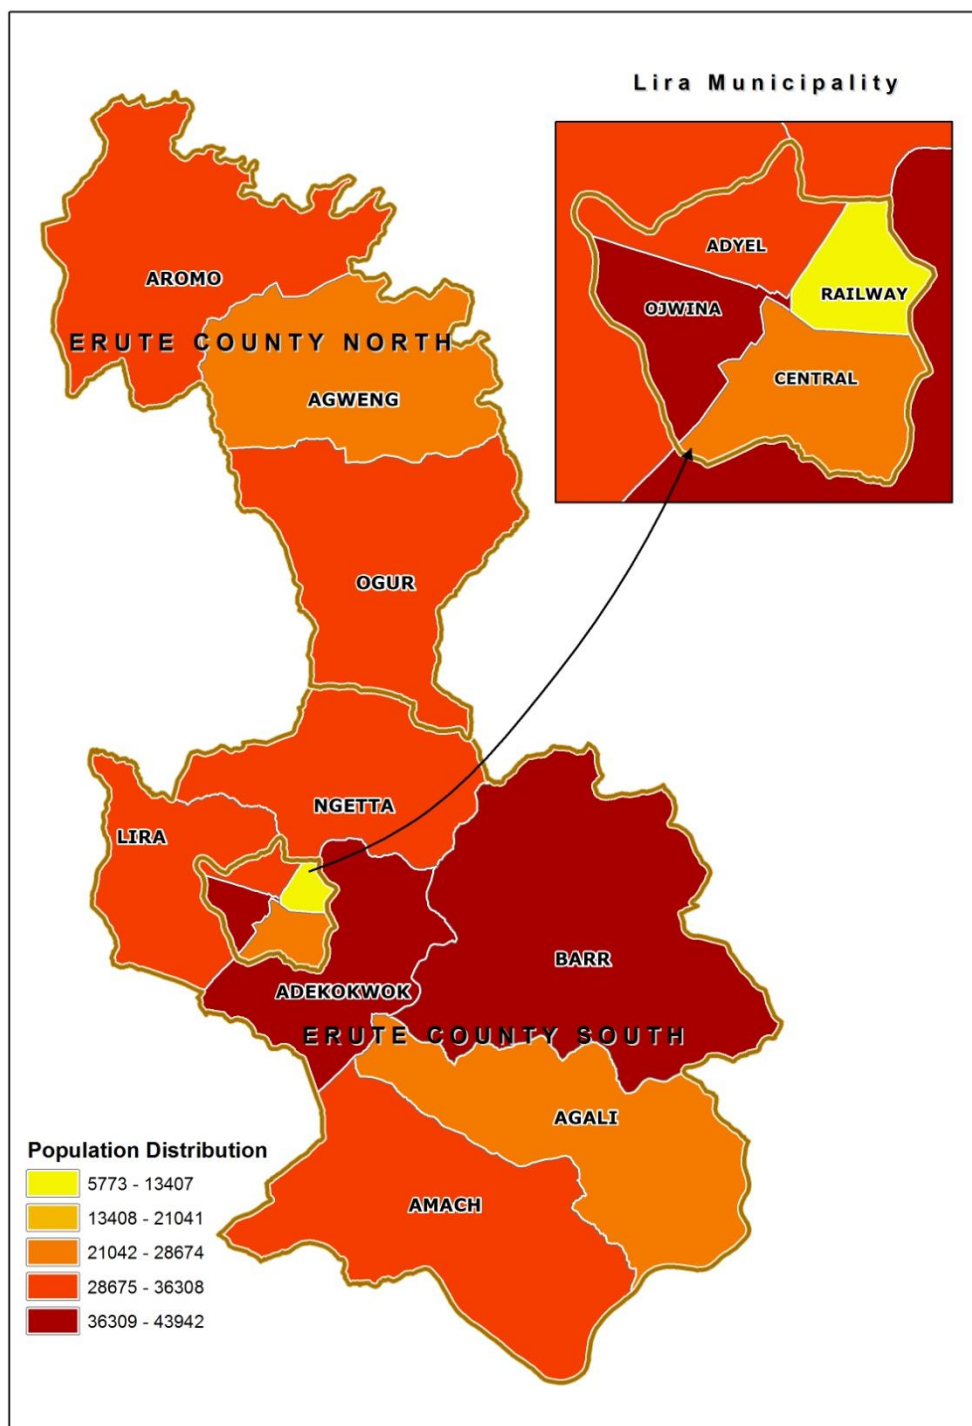 Lira Municipality
AROMO
ERUTE COUNTY NORTH
AGWENG
OGUR
ADYEL
RAILWAY
OJWINA
CENTRAL
NGETTA
LIRA
BARR
ADEKOKWOK
ERUTE COUNTY SOUTH
AGALI
AMACH
Population Distribution
5773 - 13407
13408 - 21041
21042 - 28674
28675 - 36308
36309 - 43942